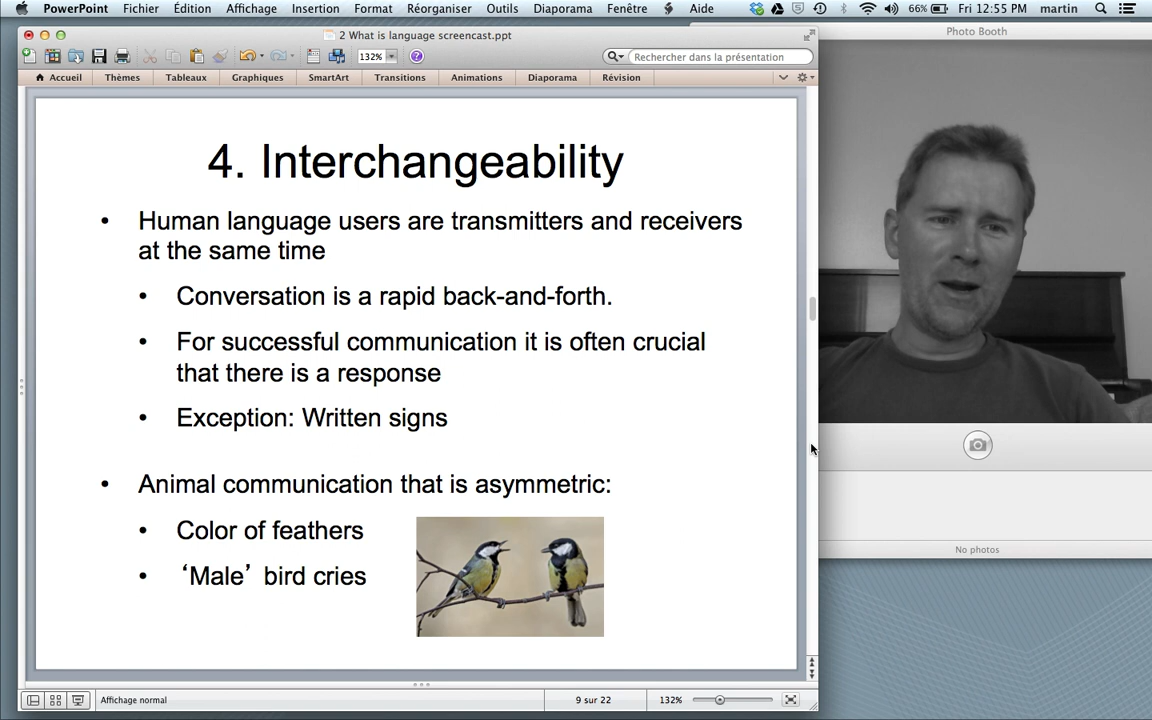 PowerPoint Fichier Édition Affichage Insertion Format Réorganiser Outils Diaporama Fenêtre Aide 66% Fri 12:55 PM martin
2 What is language screencast.ppt
Photo Booth
132% Rechercher dans la présentation
Accueil Thèmes Tableaux Graphiques SmartArt Transitions Animations Diaporama Révision
4. Interchangeability
• Human language users are transmitters and receivers
at the same time
• Conversation is a rapid back-and-forth.
• For successful communication it is often crucial
that there is a response
• Exception: Written signs
• Animal communication that is asymmetric:
• Color of feathers
• ‘Male’ bird cries
No photos
Affichage normal 9 sur 22 132%